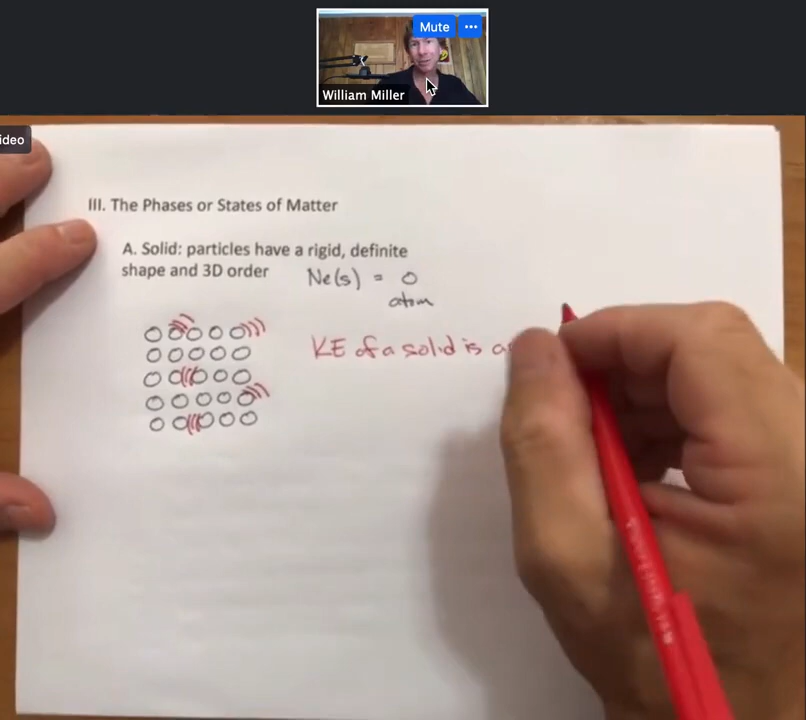 Mute
William Miller
ideo
III. The Phases or States of Matter
A. Solid: particles have a rigid, definite
shape and 3D order
Ne(s) = O
atom
KE of a solid is a